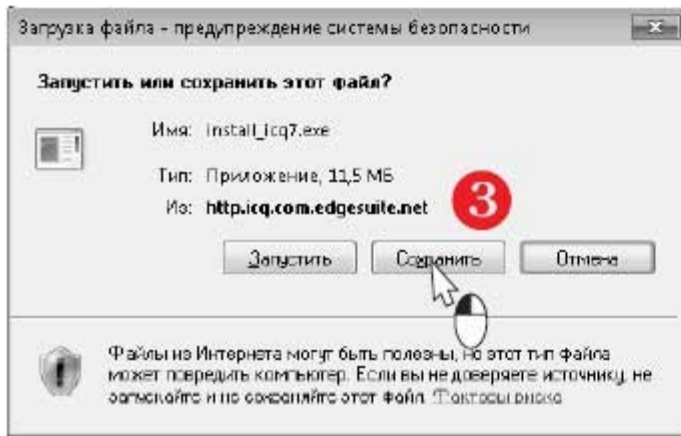 Загрузка файла - предупреждение системы безопасности
Запустить или сохранить этот файл?
Имя: install_icq7.exe
Тип: Приложение, 11,5 МБ
Из: http.icq.com.edgesuite.net
3
Запустить Сохранить Отмена
Файлы из Интернета могут быть полезны, но этот тип файла
может повредить компьютер. Если вы не доверяете источнику, не
запускайте и не сохраняйте этот файл. Факторы риска